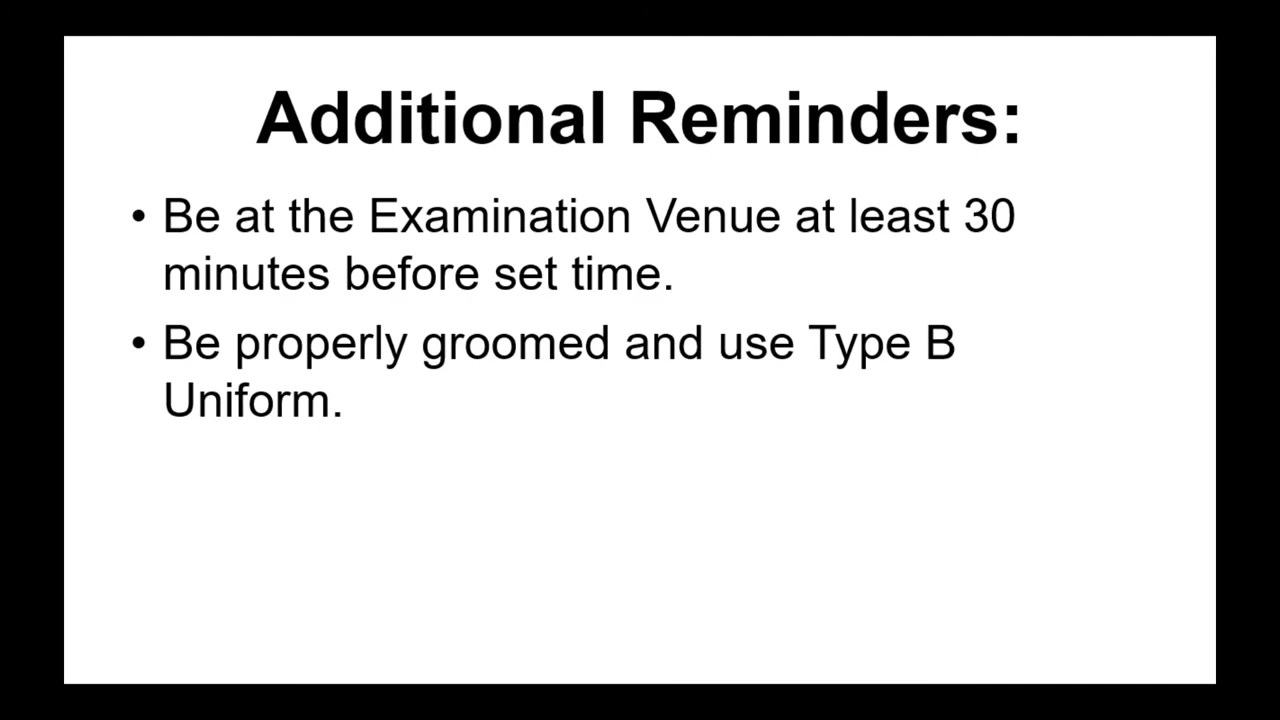 Additional Reminders:
• Be at the Examination Venue at least 30
minutes before set time.
• Be properly groomed and use Type B
Uniform.